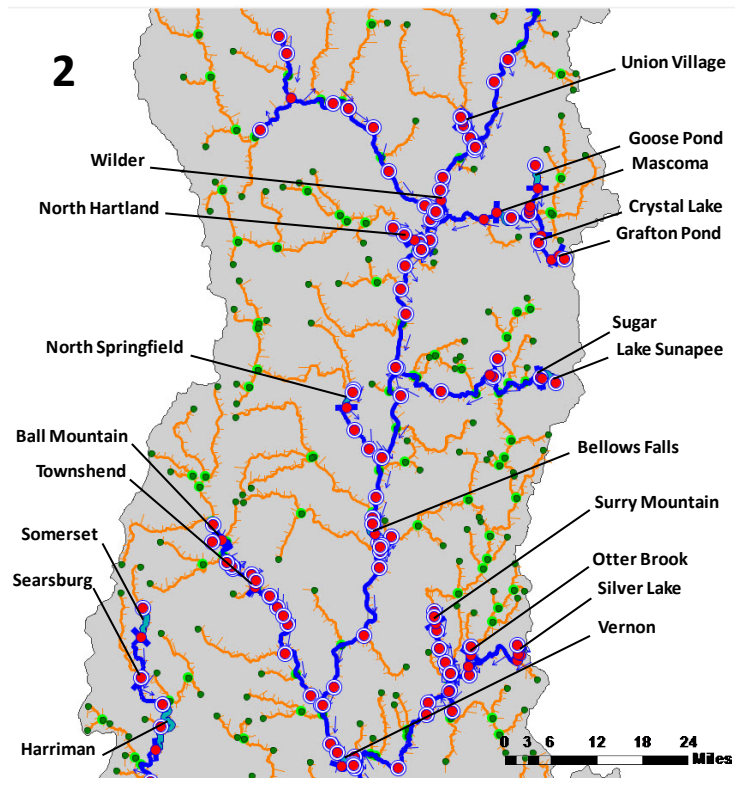 2
Union Village
Goose Pond
Wilder
Mascoma
North Hartland
Crystal Lake
Grafton Pond
Sugar
North Springfield
Lake Sunapee
Ball Mountain
Bellows Falls
Townshend
Surry Mountain
Somerset
Otter Brook
Searsburg
Silver Lake
Vernon
Harriman
0 3 6 12 18 24
Miles